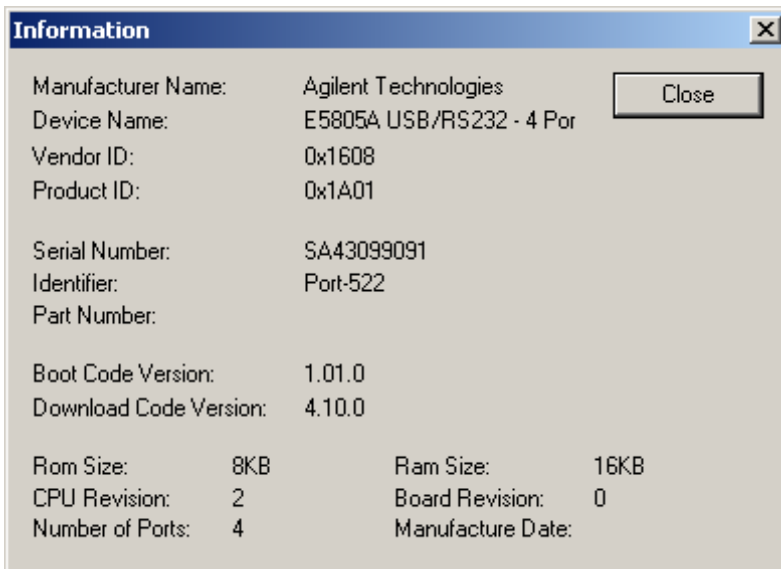 Information
Manufacturer Name: Agilent Technologies
Close
Device Name: E5805A USB/RS232 - 4 Por
Vendor ID: 0x1608
Product ID: 0x1A01
Serial Number: SA43099091
Identifier: Port-522
Part Number:
Boot Code Version: 1.01.0
Download Code Version: 4.10.0
Rom Size: 8KB Ram Size: 16KB
CPU Revision: 2 Board Revision: 0
Number of Ports: 4 Manufacture Date: